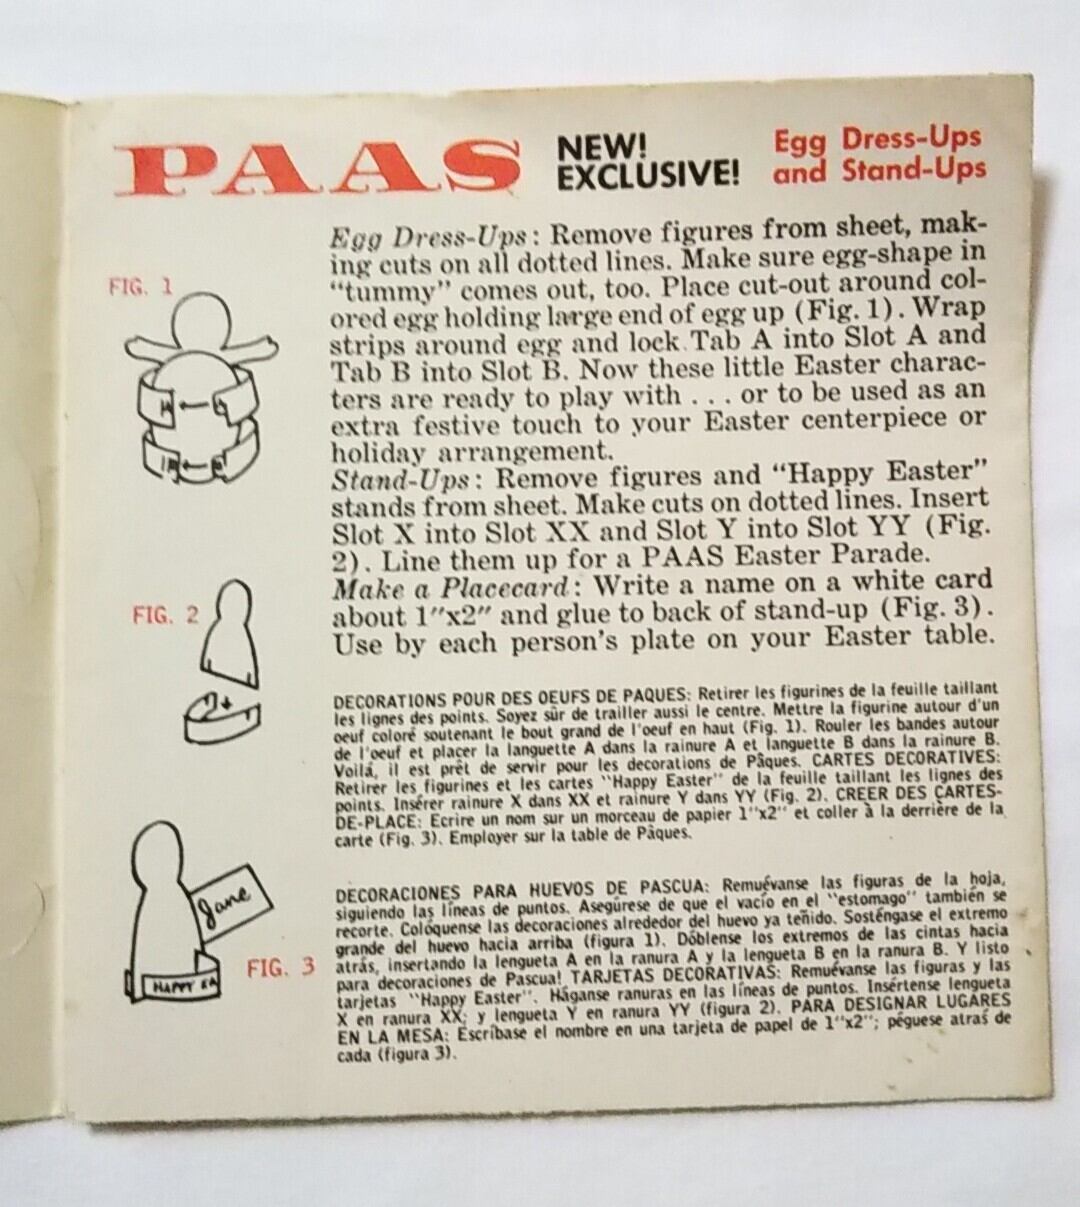 PAAS NEW! EXCLUSIVE! Egg Dress-Ups and Stand-Ups
Egg Dress-Ups: Remove figures from sheet, mak-
ing cuts on all dotted lines. Make sure egg-shape in
"tummy" comes out, too. Place cut-out around col-
ored egg holding large end of egg up (Fig. 1). Wrap
strips around egg and lock Tab A into Slot A and
Tab B into Slot B. Now these little Easter charac-
ters are ready to play with . . . or to be used as an
extra festive touch to your Easter centerpiece or
holiday arrangement.
Stand-Ups: Remove figures and "Happy Easter"
stands from sheet. Make cuts on dotted lines. Insert
Slot X into Slot XX and Slot Y into Slot YY (Fig.
2). Line them up for a PAAS Easter Parade.
Make a Placecard: Write a name on a white card
about 1"x2" and glue to back of stand-up (Fig. 3).
Use by each person's plate on your Easter table.
DECORATIONS POUR DES OEUFS DE PAQUES: Retirer les figurines de la feuille taillant
les lignes des points. Soyez sûr de trailler aussi le centre. Mettre la figurine autour d'un
oeuf coloré soutenant le bout grand de l'oeuf en haut (Fig. 1). Rouler les bandes autour
de l'oeuf et placer la languette A dans la rainure A et languette B dans la rainure B.
Voilá, il est prêt de servir pour les decorations de Pâques. CARTES DECORATIVES:
Retirer les figurines et les cartes "Happy Easter" de la feuille taillant les lignes des
points. Insérer rainure X dans XX et rainure Y dans YY (Fig. 2). CREER DES CARTES-
DE-PLACE: Ecrire un nom sur un morceau de papier 1"x2" et coller à la derrière de la
carte (Fig. 3). Employer sur la table de Pâques.
DECORACIONES PARA HUEVOS DE PASCUA: Remuévanse las figuras de la hoja,
siguiendo las líneas de puntos. Asegúrese de que el vacío en el "estomago" también se
recorte. Colóquense las decoraciones alrededor del huevo ya teñido. Sosténgase el extremo
grande del huevo hacia arriba (figura 1). Dóblense los extremos de las cintas hacia
atrás, insertando la lengueta A en la ranura A y la lengueta B en la ranura B. Y listo
para decoraciones de Pascua! TARJETAS DECORATIVAS: Remuévanse las figuras y las
tarjetas "Happy Easter". Háganse ranuras en las líneas de puntos. Insértense lengueta
X en ranura XX; y lengueta Y en ranura YY (figura 2). PARA DESIGNAR LUGARES
EN LA MESA: Escríbase el nombre en una tarjeta de papel de 1"x2"; péguese atraś de
cada (figura 3).
FIG. 1
FIG. 2
Jane
FIG. 3
HAPPY EA